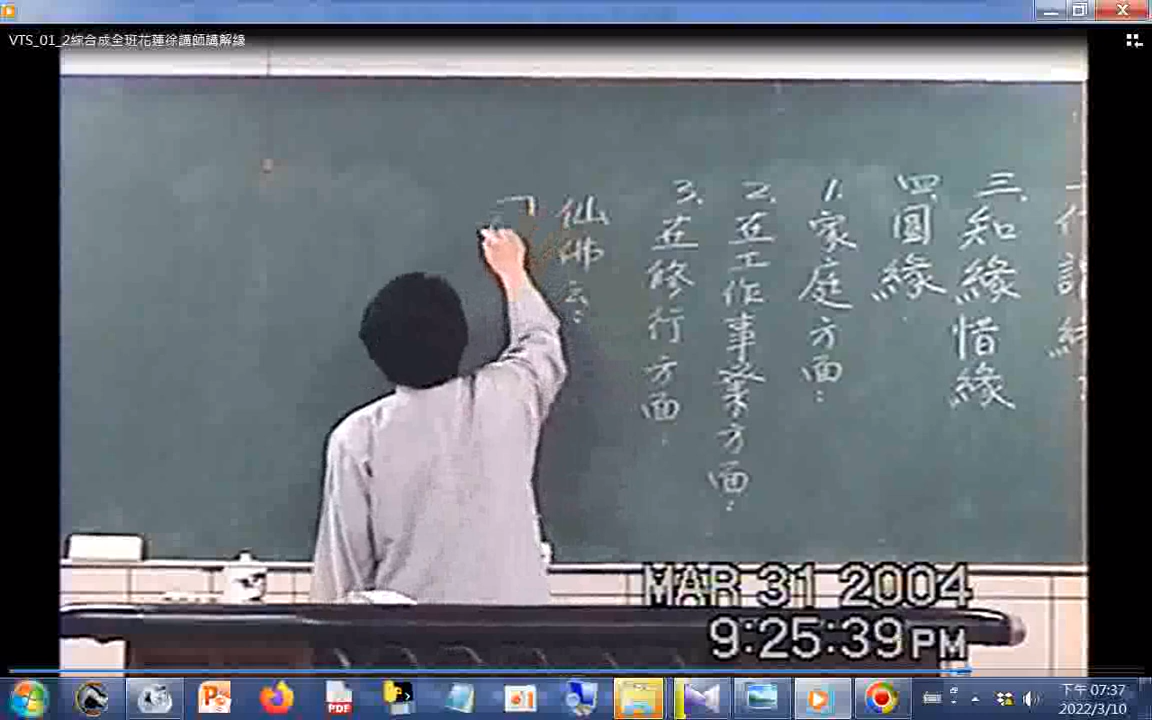 VTS_01_2綜合成全班花蓮徐講師講解緣
三、知緣惜緣
四、圓緣
1.家庭方面：
2.在工作事業方面：
3.在修行方面：
仙佛云：
「
MAR 31 2004
9:25:39PM
PDF
下午 07:37
2022/3/10